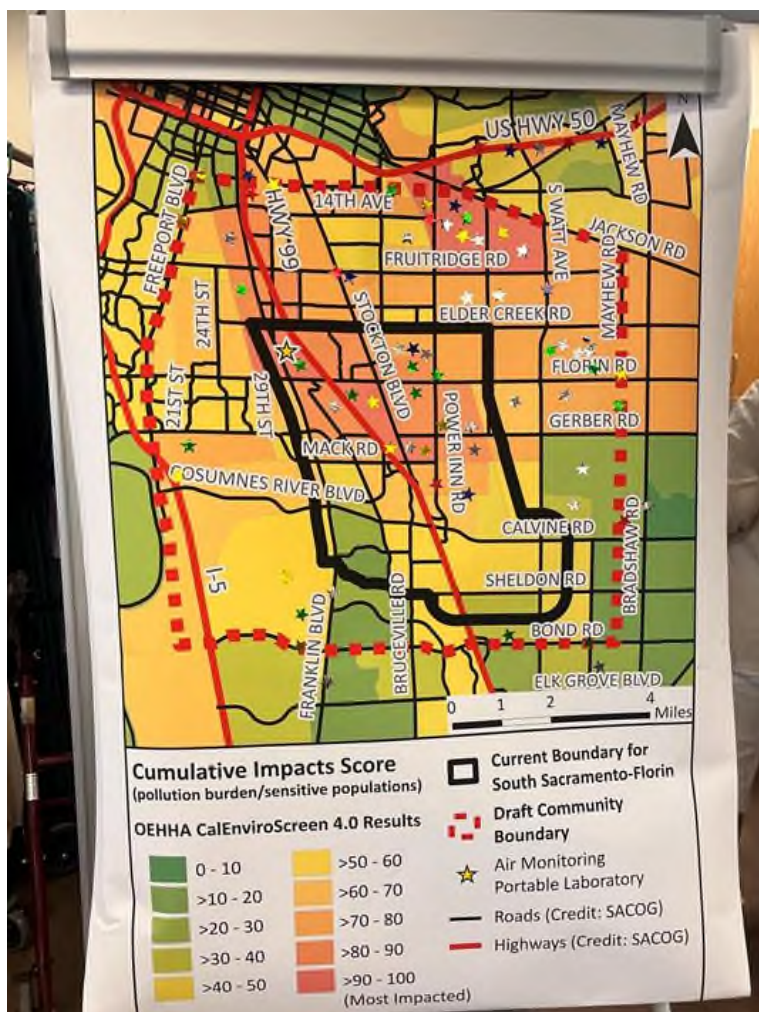 N
US HWY 50
MAYHEW RD
FREEPORT BLVD
HWY 99
14TH AVE
S WATT AVE
JACKSON RD
FRUITRIDGE RD
MAYHEW RD
24TH ST
STOCKTON BLVD
ELDER CREEK RD
FLORIN RD
21ST ST
29TH ST
POWER INN RD
GERBER RD
MACK RD
COSUMNES RIVER BLVD
CALVINE RD
BRADSHAW RD
I-5
SHELDON RD
FRANKLIN BLVD
BRUCEVILLE RD
BOND RD
ELK GROVE BLVD
0 1 2 4
Miles
Cumulative Impacts Score
(pollution burden/sensitive populations)
OEHHA CalEnviroScreen 4.0 Results
0 - 10
>10 - 20
>20 - 30
>30 - 40
>40 - 50
>50 - 60
>60 - 70
>70 - 80
>80 - 90
>90 - 100
(Most Impacted)
Current Boundary for
South Sacramento-Florin
Draft Community
Boundary
Air Monitoring
Portable Laboratory
Roads (Credit: SACOG)
Highways (Credit: SACOG)